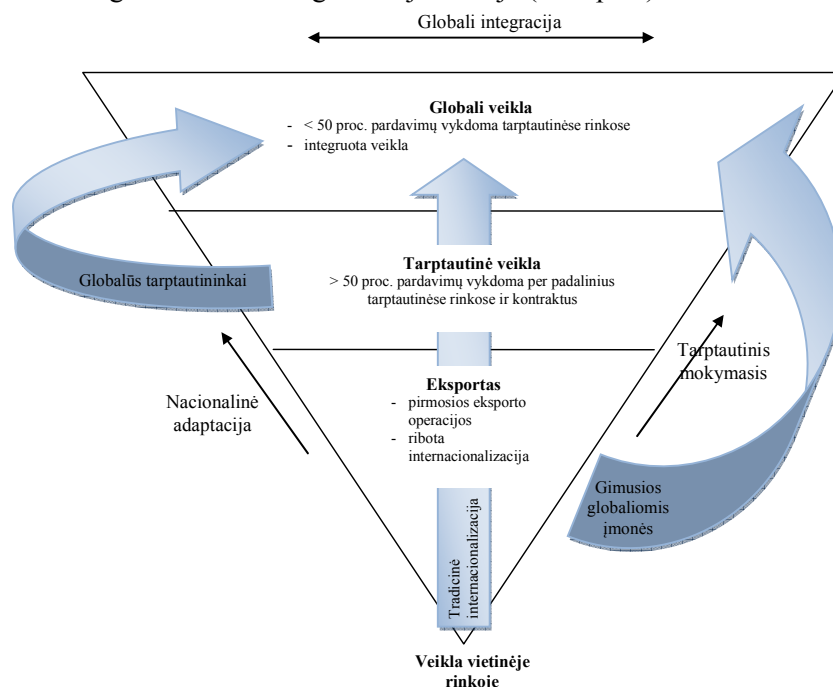 Globali integracija
Globali veikla
- < 50 proc. pardavimų vykdoma tarptautinėse rinkose
- integruota veikla
Globalūs tarptautininkai
Tarptautinė veikla
> 50 proc. pardavimų vykdoma per padalinius
tarptautinėse rinkose ir kontraktus
Tarptautinis
mokymasis
Nacionalinė
adaptacija
Eksportas
- pirmosios eksporto
operacijos
- ribota
internacionalizacija
Gimusios
globaliomis
įmonės
Tradicinė
internacionalizacija
Veikla vietinėje
rinkoje